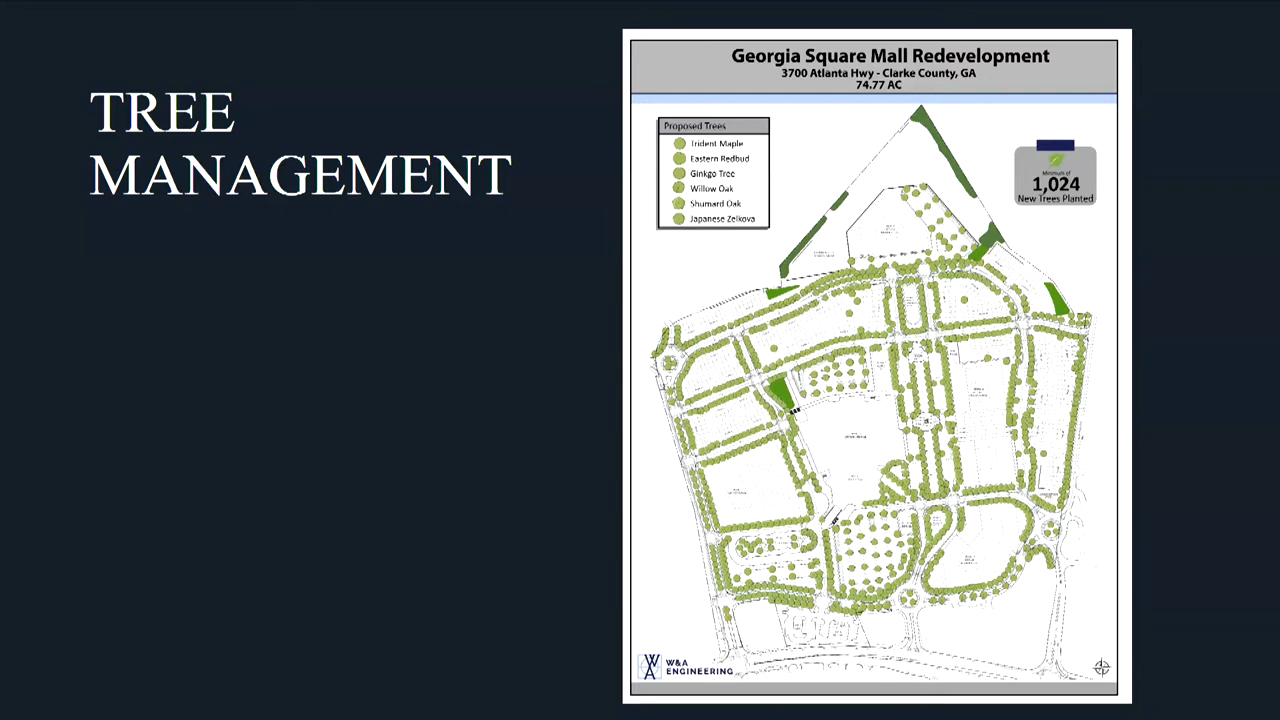 TREE
MANAGEMENT
Georgia Square Mall Redevelopment
3700 Atlanta Hwy - Clarke County, GA
74.77 AC
Proposed Trees
Trident Maple
Eastern Redbud
Ginkgo Tree
Willow Oak
Shumard Oak
Japanese Zelkova
Minimum of
1,024
New Trees Planted
W&A
ENGINEERING